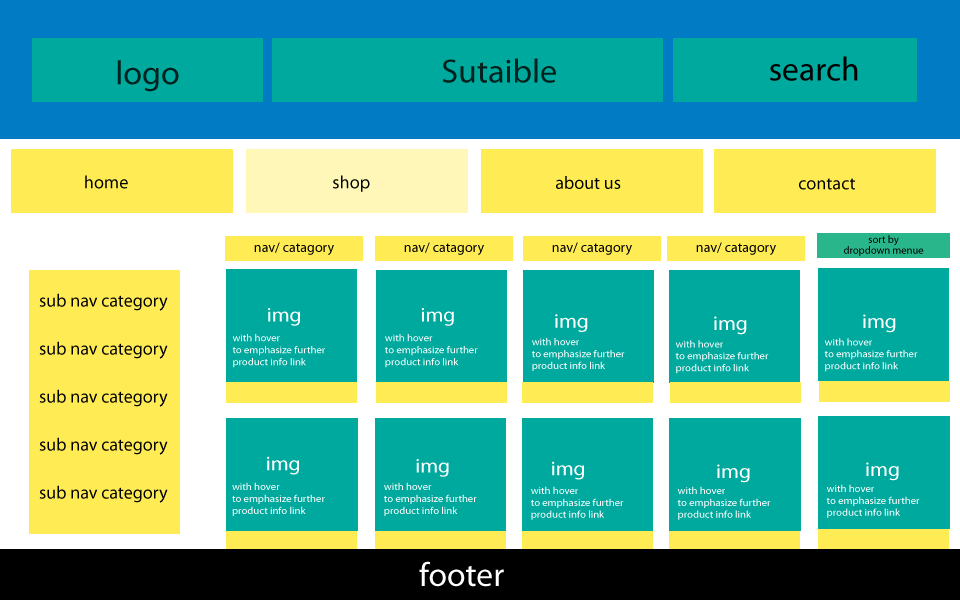 logo
Sutaible
search
home
shop
about us
contact
nav/ catagory
nav/ catagory
nav/ catagory
nav/ catagory
sort by
dropdown menue
sub nav category
sub nav category
sub nav category
sub nav category
sub nav category
img
with hover
to emphasize further
product info link
img
with hover
to emphasize further
product info link
img
with hover
to emphasize further
product info link
img
with hover
to emphasize further
product info link
img
with hover
to emphasize further
product info link
img
with hover
to emphasize further
product info link
img
with hover
to emphasize further
product info link
img
with hover
to emphasize further
product info link
img
with hover
to emphasize further
product info link
img
with hover
to emphasize further
product info link
footer